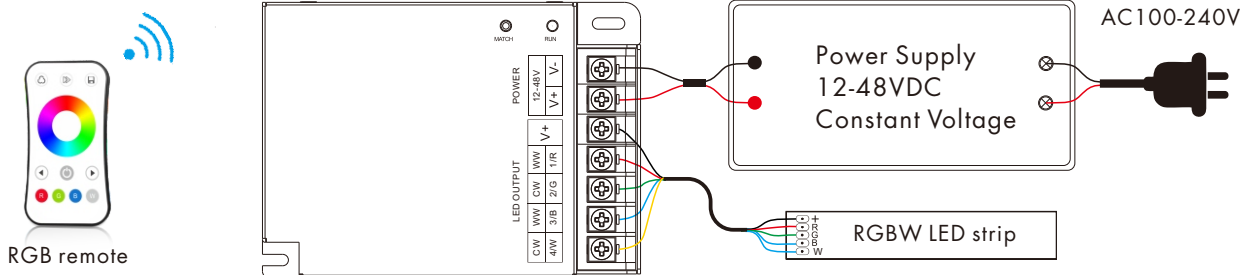 AC100-240V
MATCH
RUN
POWER
12-48V
V-
V+
Power Supply
12-48VDC
Constant Voltage
LED OUTPUT
V+
WW 1/R
CW 2/G
WW 3/B
CW 4/W
R G B W
RGB remote
+
R
G
B
W
RGBW LED strip